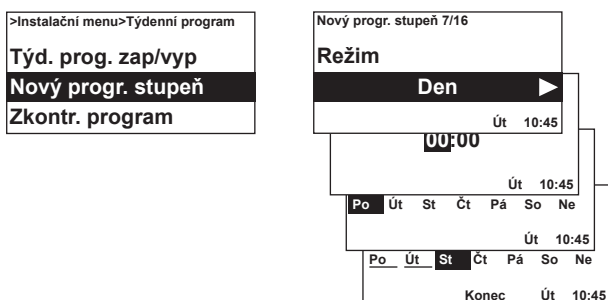 >Instalační menu>Týdenní program
Týd. prog. zap/vyp
Nový progr. stupeň
Zkontr. program
Nový progr. stupeň 7/16
Režim
Den
Út 10:45
00:00
Út 10:45
Po Út St Čt Pá So Ne
Út 10:45
Po Út St Čt Pá So Ne
Konec Út 10:45